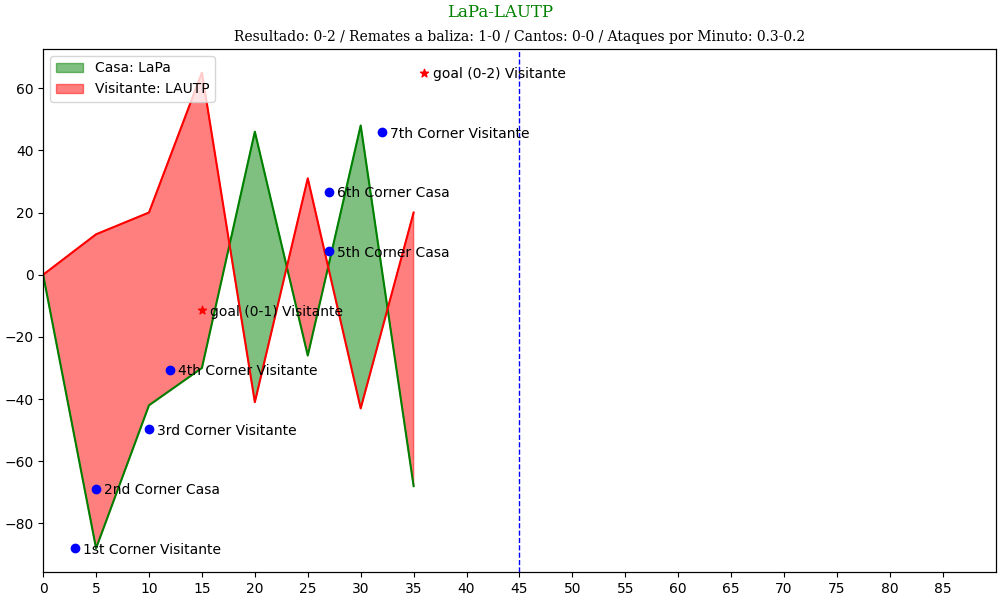 LaPa-LAUTP
Resultado: 0-2 / Remates a baliza: 1-0 / Cantos: 0-0 / Ataques por Minuto: 0.3-0.2
Casa: LaPa
Visitante: LAUTP
goal (0-2) Visitante
7th Corner Visitante
6th Corner Casa
5th Corner Casa
goal (0-1) Visitante
4th Corner Visitante
3rd Corner Visitante
2nd Corner Casa
1st Corner Visitante
60
40
20
0
−20
−40
−60
−80
0 5 10 15 20 25 30 35 40 45 50 55 60 65 70 75 80 85